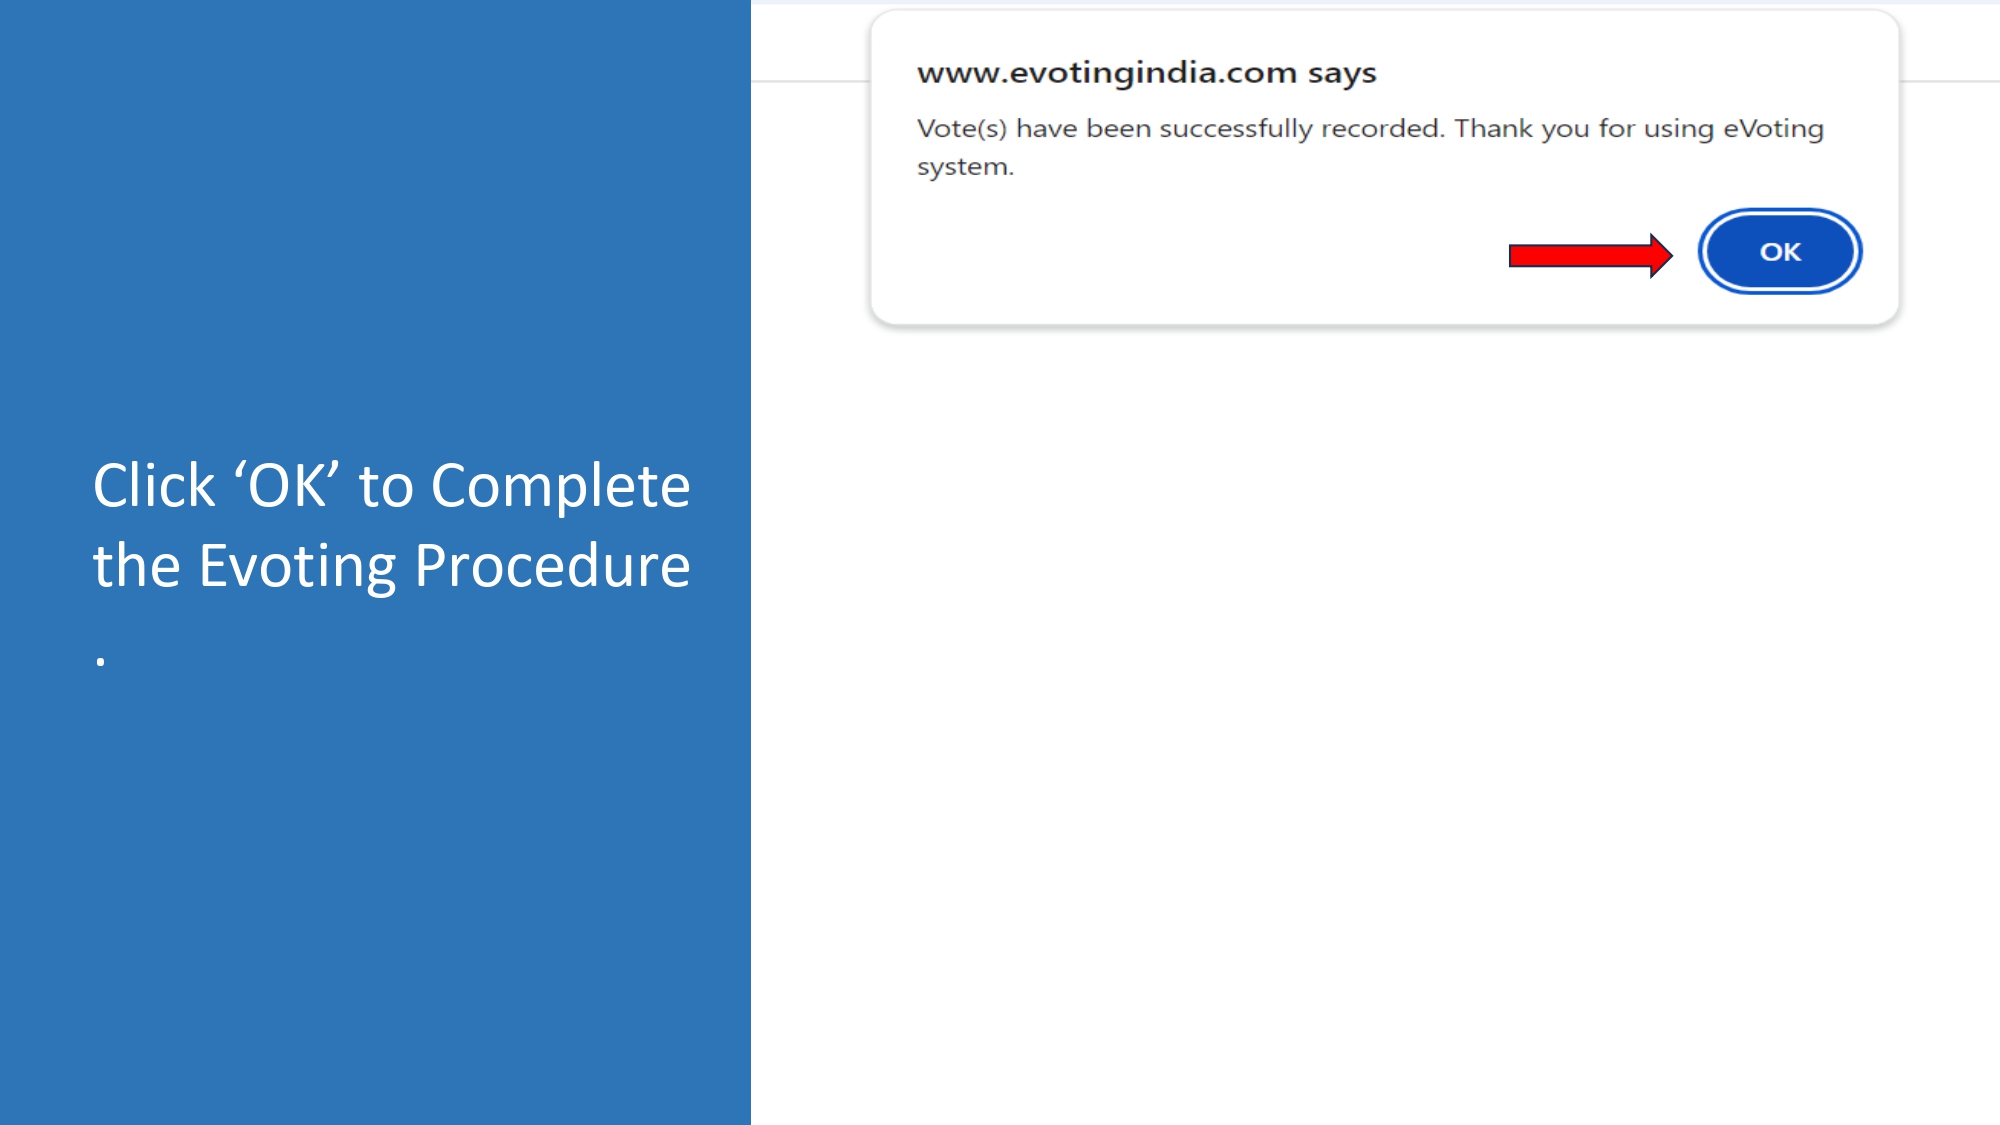 Click ‘OK’ to Complete
the Evoting Procedure
.
www.evotingindia.com says
Vote(s) have been successfully recorded. Thank you for using eVoting
system.
OK